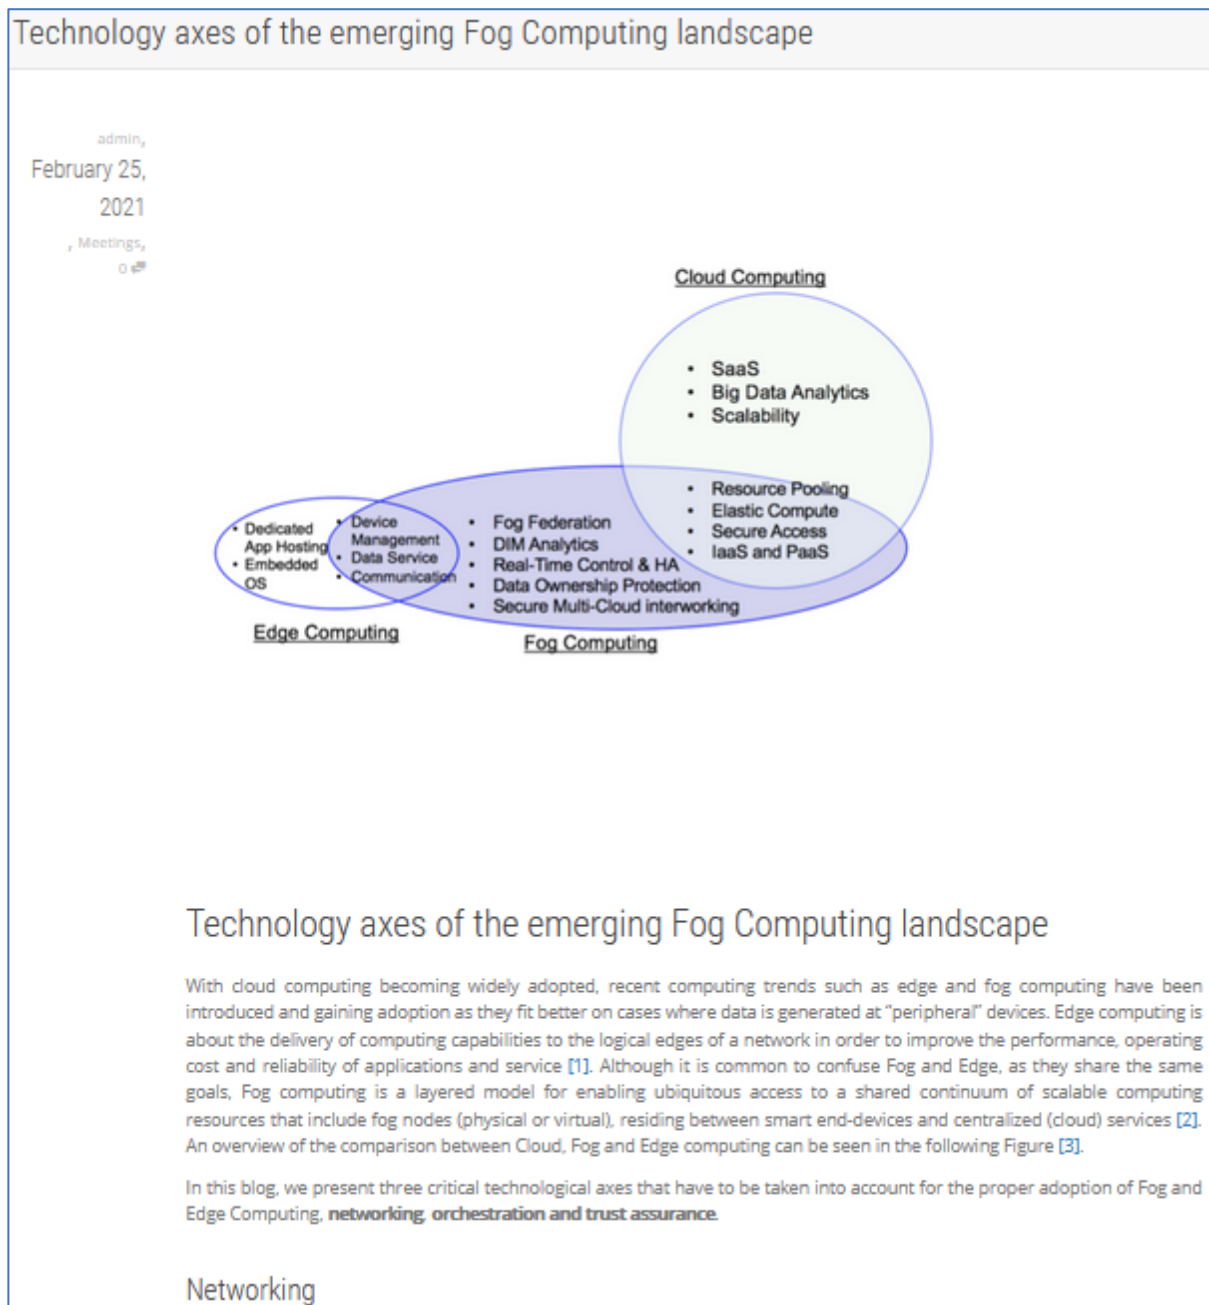 Technology axes of the emerging Fog Computing landscape
admin,
February 25,
2021
, Meetings,
0
Cloud Computing
• SaaS
• Big Data Analytics
• Scalability
• Resource Pooling
• Elastic Compute
• Secure Access
• IaaS and PaaS
• Dedicated
App Hosting
• Embedded
OS
• Device
Management
• Data Service
• Communication
• Fog Federation
• DIM Analytics
• Real-Time Control & HA
• Data Ownership Protection
• Secure Multi-Cloud interworking
Edge Computing
Fog Computing
Technology axes of the emerging Fog Computing landscape
With cloud computing becoming widely adopted, recent computing trends such as edge and fog computing have been
introduced and gaining adoption as they fit better on cases where data is generated at “peripheral” devices. Edge computing is
about the delivery of computing capabilities to the logical edges of a network in order to improve the performance, operating
cost and reliability of applications and service [1]. Although it is common to confuse Fog and Edge, as they share the same
goals, Fog computing is a layered model for enabling ubiquitous access to a shared continuum of scalable computing
resources that include fog nodes (physical or virtual), residing between smart end-devices and centralized (cloud) services [2].
An overview of the comparison between Cloud, Fog and Edge computing can be seen in the following Figure [3].
In this blog, we present three critical technological axes that have to be taken into account for the proper adoption of Fog and
Edge Computing, networking, orchestration and trust assurance.
Networking